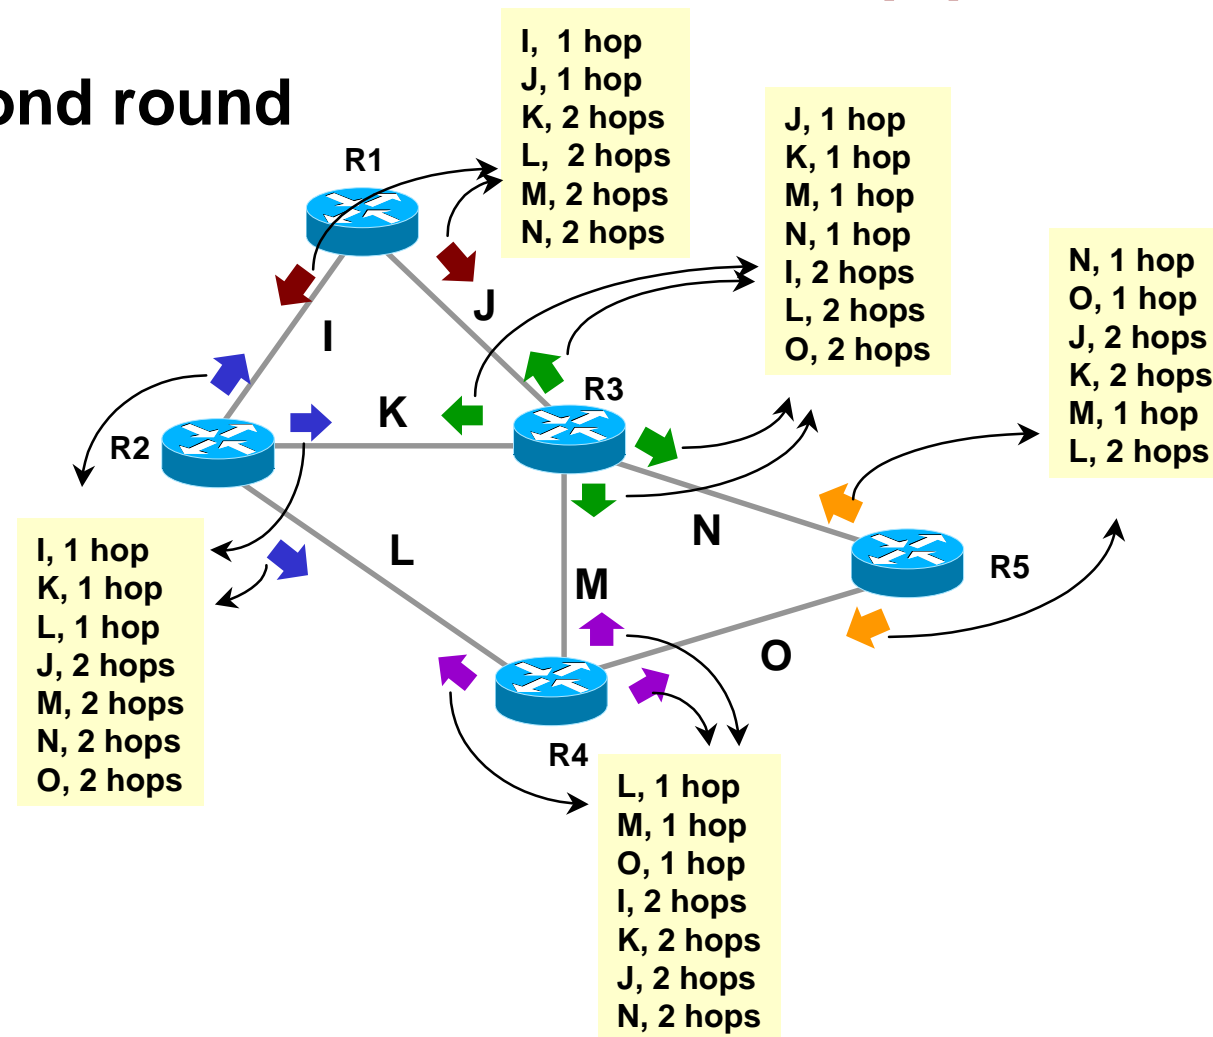 ond round
R1
I, 1 hop
J, 1 hop
K, 2 hops
L, 2 hops
M, 2 hops
N, 2 hops
J, 1 hop
K, 1 hop
M, 1 hop
N, 1 hop
I, 2 hops
L, 2 hops
O, 2 hops
N, 1 hop
O, 1 hop
J, 2 hops
K, 2 hops
M, 1 hop
L, 2 hops
I
J
K
R3
R2
L
N
M
R5
O
R4
I, 1 hop
K, 1 hop
L, 1 hop
J, 2 hops
M, 2 hops
N, 2 hops
O, 2 hops
L, 1 hop
M, 1 hop
O, 1 hop
I, 2 hops
K, 2 hops
J, 2 hops
N, 2 hops